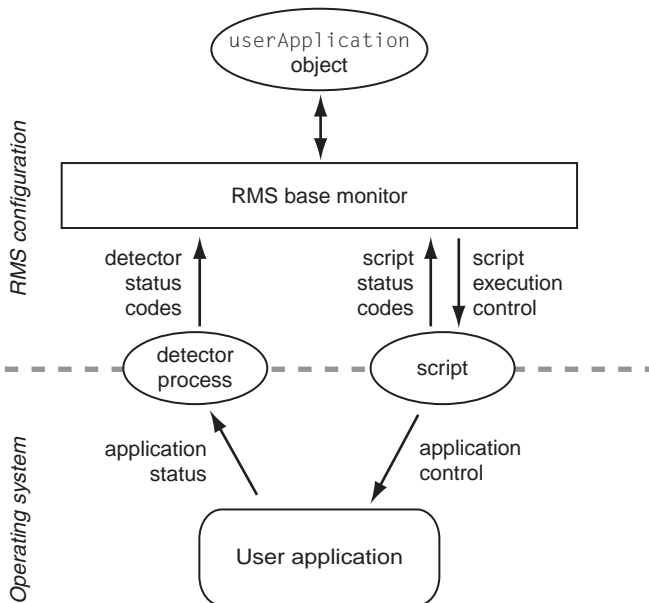 userApplication
object
RMS configuration
RMS base monitor
detector
status
codes
script
status
codes
script
execution
control
detector
process
script
Operating system
application
status
application
control
User application